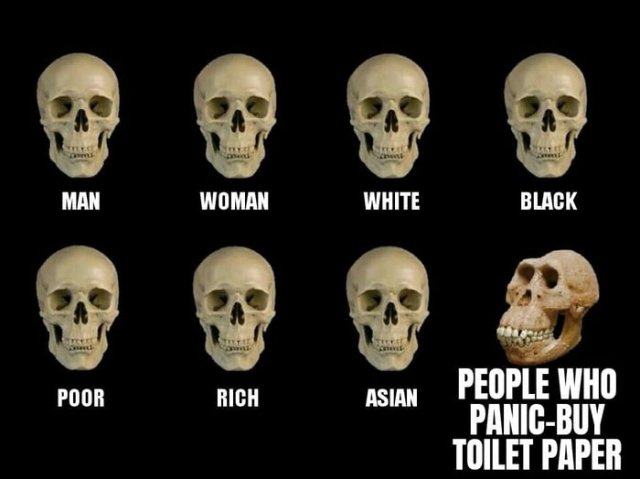 MAN
WOMAN
WHITE
BLACK
POOR
RICH
ASIAN
PEOPLE WHO
PANIC-BUY
TOILET PAPER